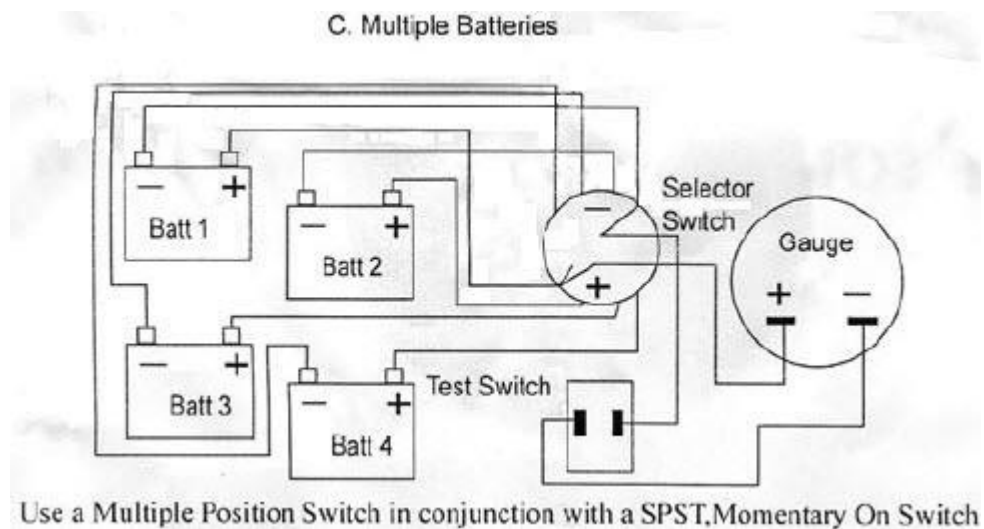 C. Multiple Batteries
Selector
Switch
Gauge
− +
Batt 1
− +
Batt 2
−
+
+ −
− +
Batt 3
− +
Batt 4
Test Switch
Use a Multiple Position Switch in conjunction with a SPST,Momentary On Switch